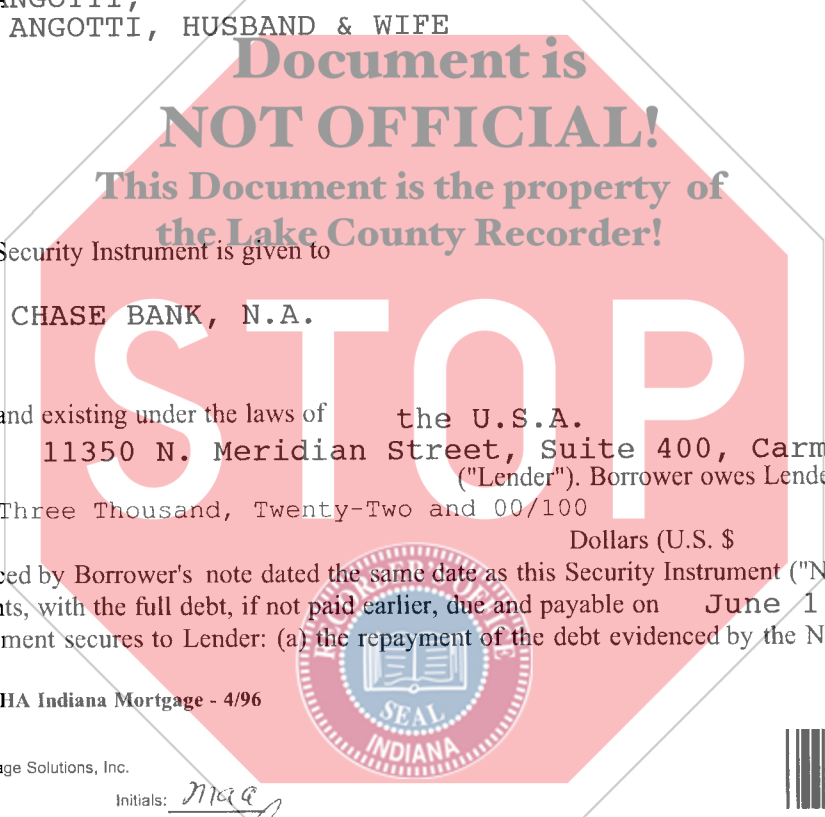 ANGOTTI,
ANGOTTI, HUSBAND & WIFE
Document is
NOT OFFICIAL!
This Document is the property of
the Lake County Recorder!
Security Instrument is given to
CHASE BANK, N.A.
STOP
and existing under the laws of the U.S.A.
11350 N. Meridian Street, Suite 400, Carm
("Lender"). Borrower owes Lende
Three Thousand, Twenty-Two and 00/100
Dollars (U.S. $
ced by Borrower's note dated the same date as this Security Instrument ("N
nts, with the full debt, if not paid earlier, due and payable on June 1
ment secures to Lender: (a) the repayment of the debt evidenced by the N
SEAL
INDIANA
HA Indiana Mortgage - 4/96
age Solutions, Inc.
Initials: maa